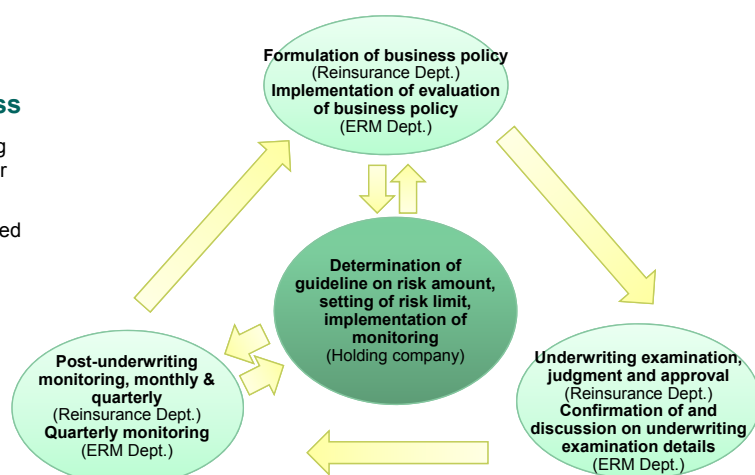 Formulation of business policy
(Reinsurance Dept.)
Implementation of evaluation
of business policy
(ERM Dept.)
ss
ng
r
ed
Determination of
guideline on risk amount,
setting of risk limit,
implementation of
monitoring
(Holding company)
Post-underwriting
monitoring, monthly &
quarterly
(Reinsurance Dept.)
Quarterly monitoring
(ERM Dept.)
Underwriting examination,
judgment and approval
(Reinsurance Dept.)
Confirmation of and
discussion on underwriting
examination details
(ERM Dept.)